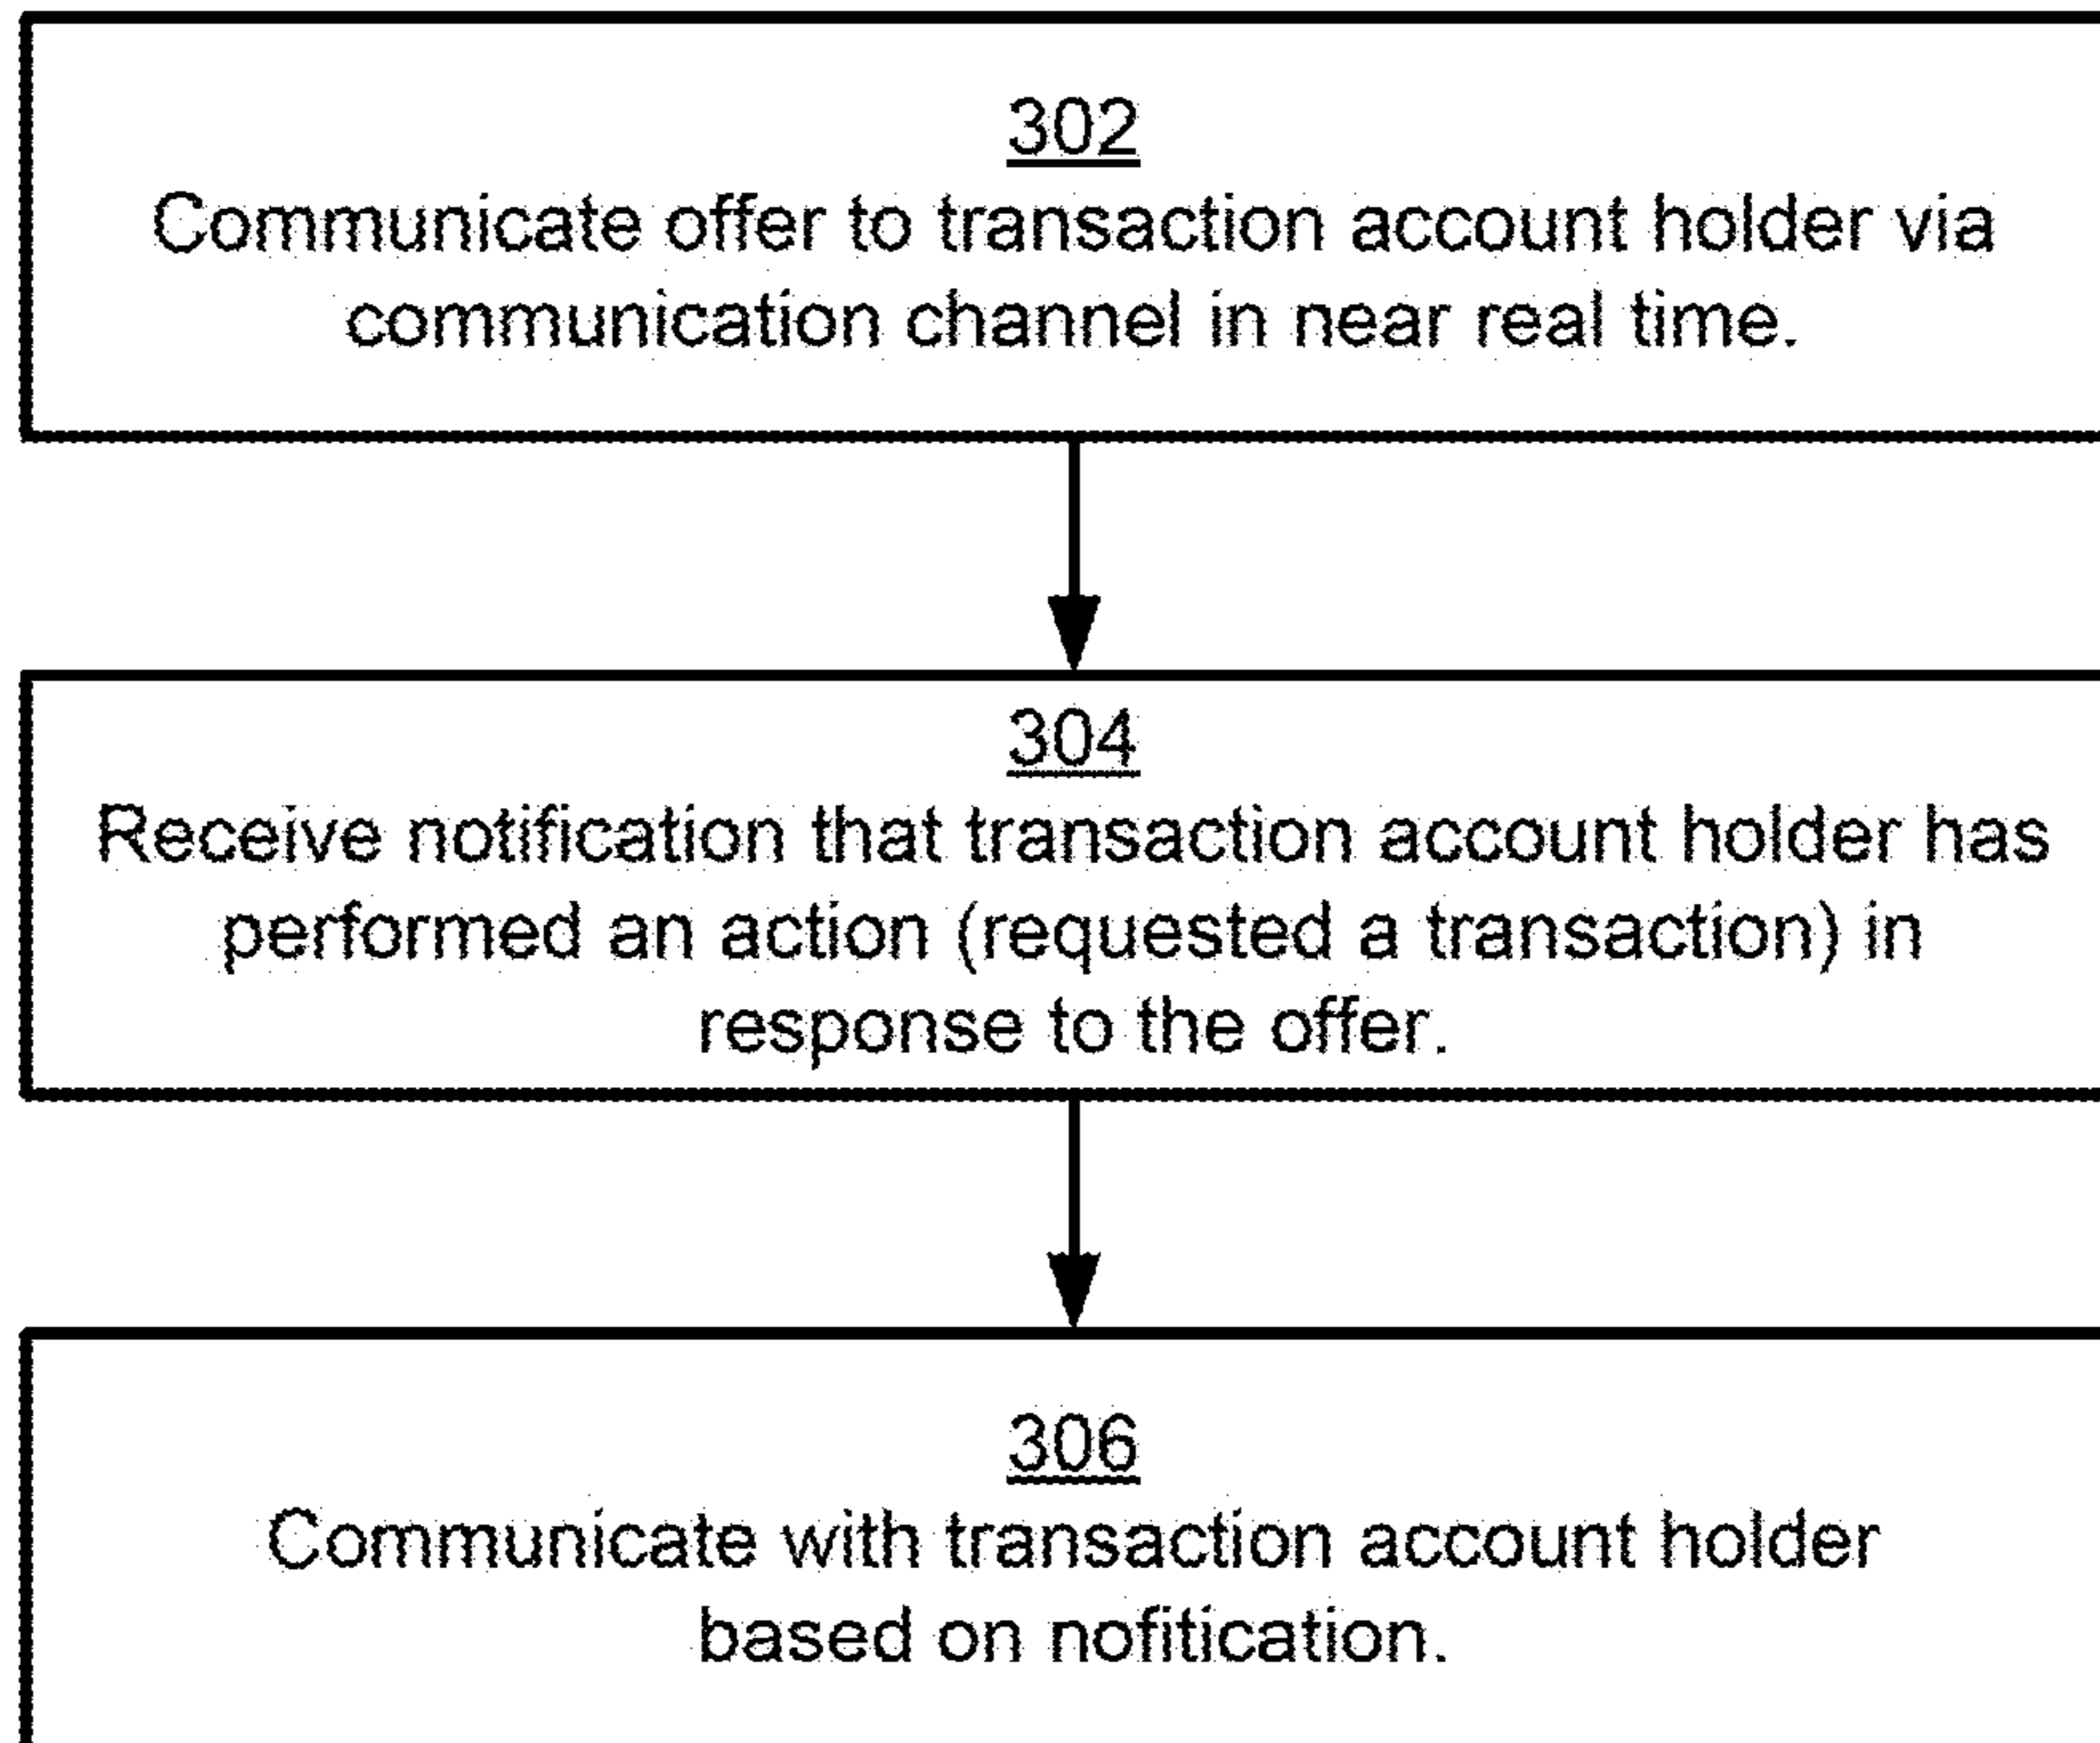 302
Communicate offer to transaction account holder via
communication channel in near real time.
304
Receive notification that transaction account holder has
performed an action (requested a transaction) in
response to the offer.
306
Communicate with transaction account holder
based on nofitication.